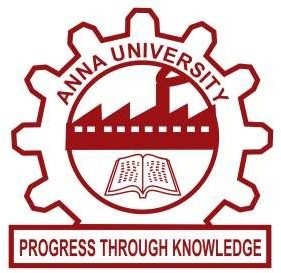 ANNA UNIVERSITY
PROGRESS THROUGH KNOWLEDGE